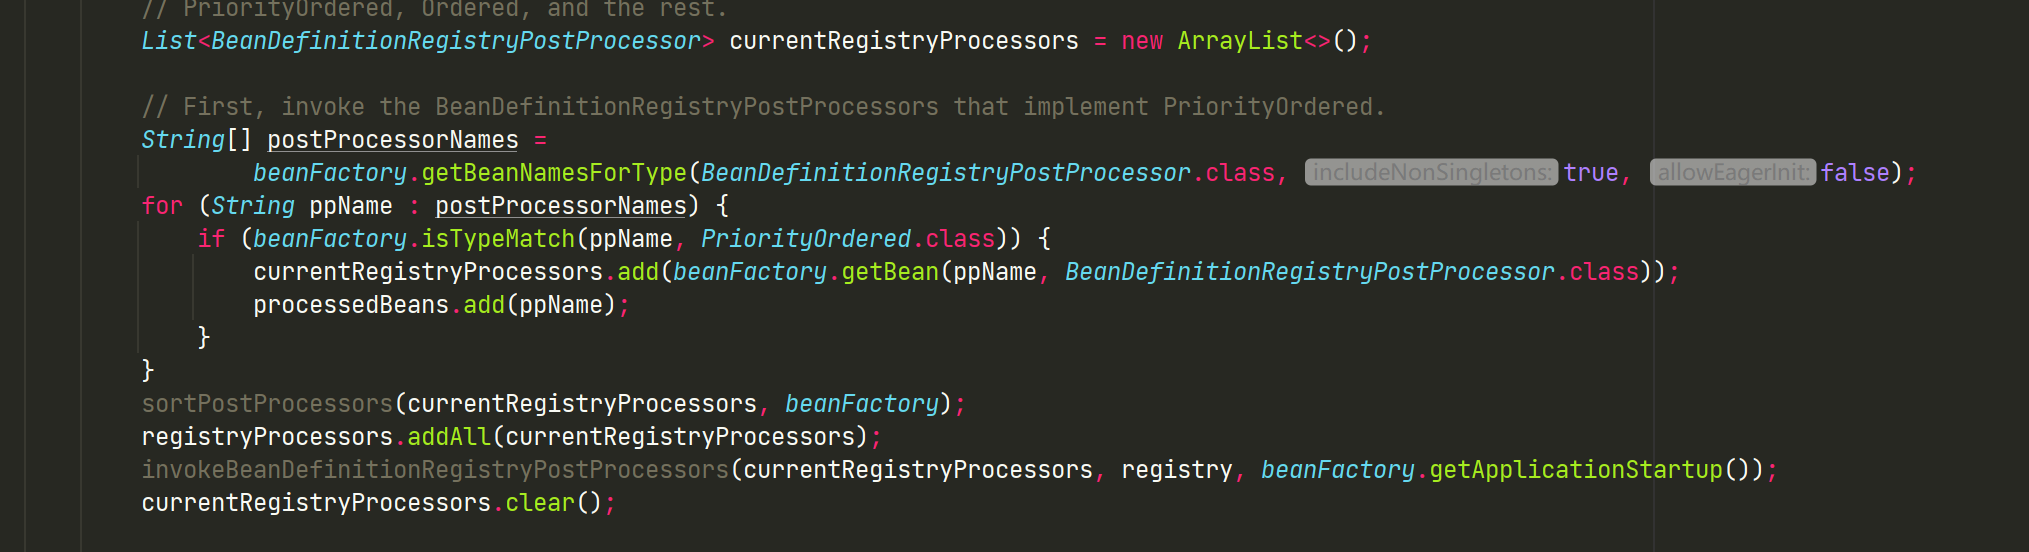 // PriorityOrdered, Ordered, and the rest.
List<BeanDefinitionRegistryPostProcessor> currentRegistryProcessors = new ArrayList<>();
// First, invoke the BeanDefinitionRegistryPostProcessors that implement PriorityOrdered.
String[] postProcessorNames =
beanFactory.getBeanNamesForType(BeanDefinitionRegistryPostProcessor.class, includeNonSingletons: true, allowEagerInit: false);
for (String ppName : postProcessorNames) {
if (beanFactory.isTypeMatch(ppName, PriorityOrdered.class)) {
currentRegistryProcessors.add(beanFactory.getBean(ppName, BeanDefinitionRegistryPostProcessor.class));
processedBeans.add(ppName);
}
}
sortPostProcessors(currentRegistryProcessors, beanFactory);
registryProcessors.addAll(currentRegistryProcessors);
invokeBeanDefinitionRegistryPostProcessors(currentRegistryProcessors, registry, beanFactory.getApplicationStartup());
currentRegistryProcessors.clear();